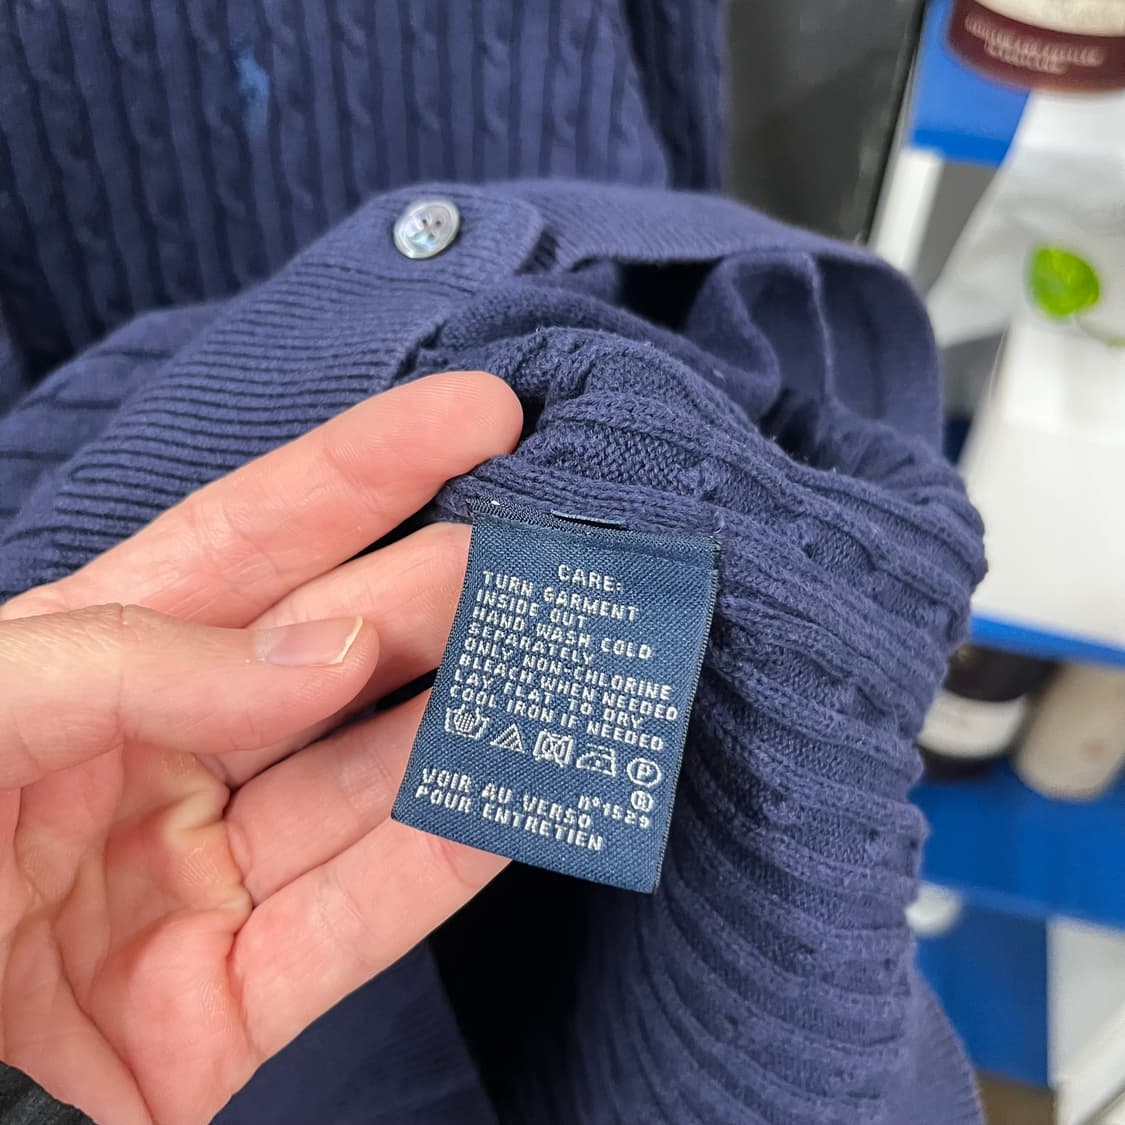 CARE:
TURN GARMENT
INSIDE OUT
HAND WASH COLD
SEPARATELY
ONLY NON-CHLORINE
BLEACH WHEN NEEDED
LAY FLAT TO DRY
COOL IRON IF NEEDED
P
VOIR AU VERSO
POUR ENTRETIEN
n°1529